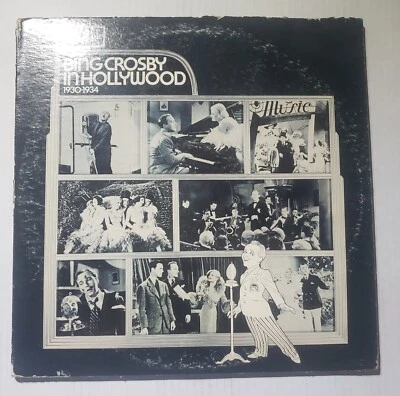 BING CROSBY
IN HOLLYWOOD
1930-1934
Music